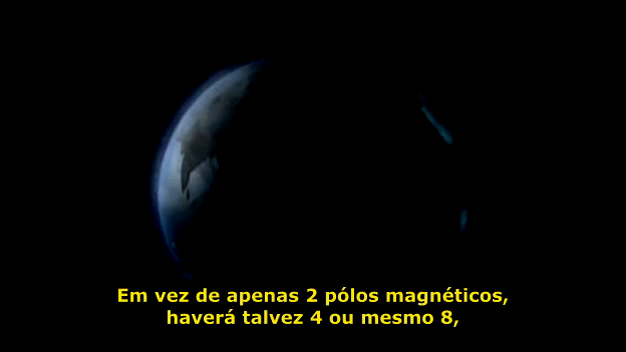 Em vez de apenas 2 pólos magnéticos,
haverá talvez 4 ou mesmo 8,